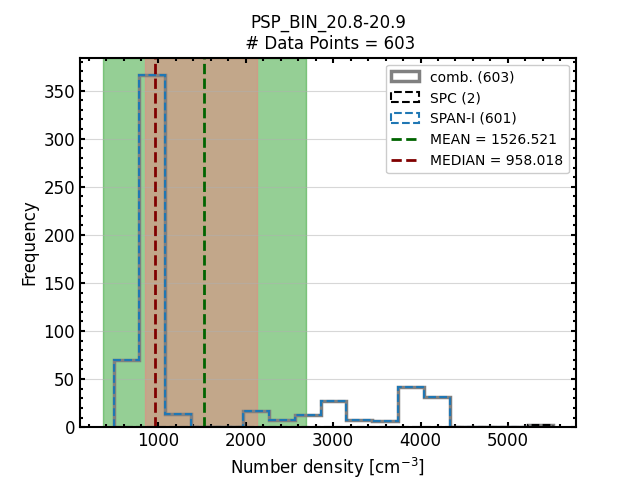 PSP_BIN_20.8-20.9
# Data Points = 603
comb. (603)
SPC (2)
SPAN-I (601)
MEAN = 1526.521
MEDIAN = 958.018
Frequency
350
300
250
200
150
100
50
0
1000 2000 3000 4000 5000
Number density [cm⁻³]